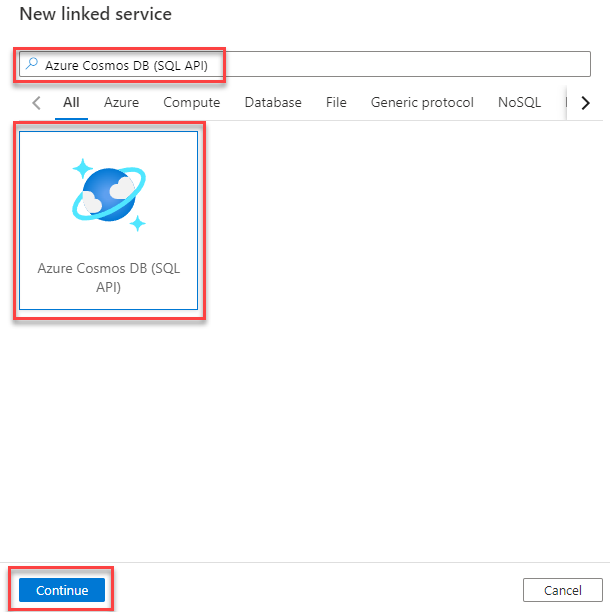 New linked service
Azure Cosmos DB (SQL API)
All Azure Compute Database File Generic protocol NoSQL
Azure Cosmos DB (SQL
API)
Continue Cancel